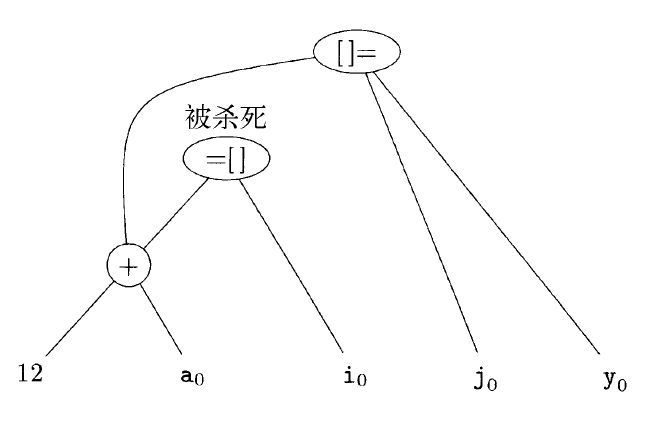 []=
被杀死
=[]
+
12 a₀ i₀ j₀ y₀